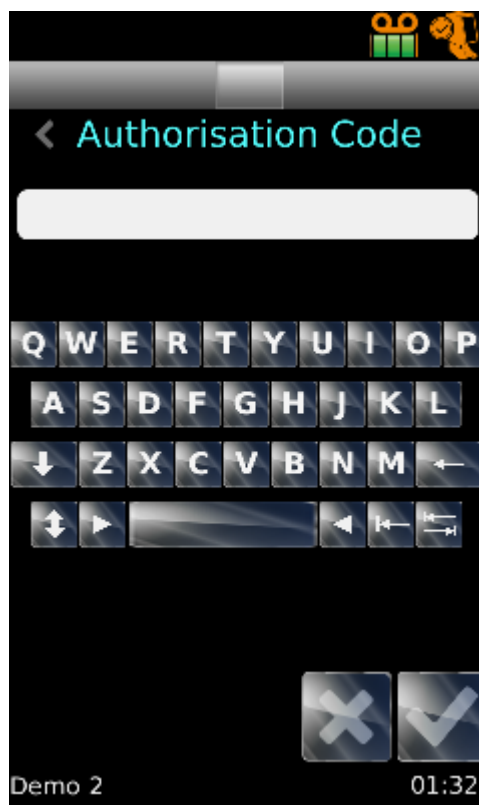 Authorisation Code
Q W E R T Y U I O P
A S D F G H J K L
Z X C V B N M
Demo 2 01:32